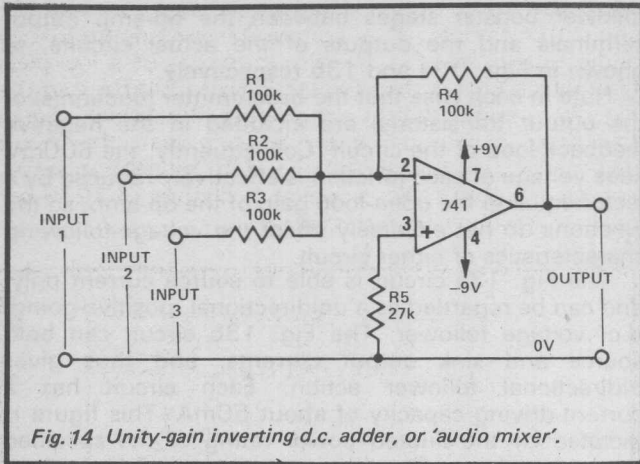 R1
100k
R4
100k
R2
100k
+9V
2
7
R3
100k
741
6
3
4
INPUT
1
INPUT
2
-9V
INPUT
3
R5
27k
OUTPUT
0V
Fig. 14 Unity-gain inverting d.c. adder, or 'audio mixer'.